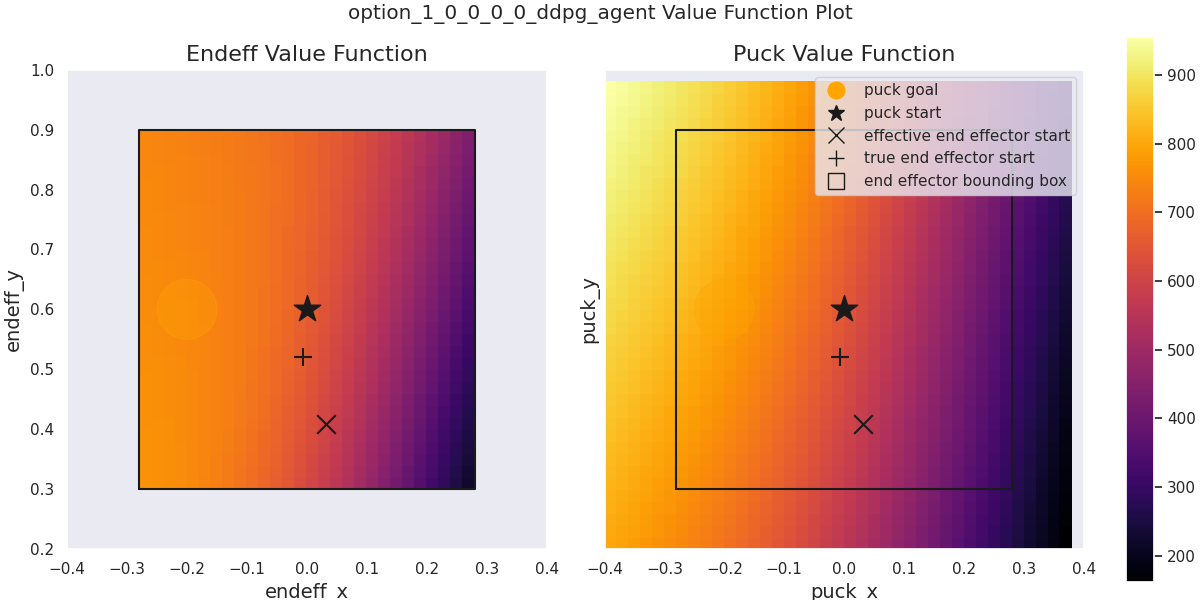 option_1_0_0_0_0_ddpg_agent Value Function Plot
Endeff Value Function
1.0
0.9
0.8
0.7
0.6
0.5
0.4
0.3
0.2
endeff_y
−0.4 −0.3 −0.2 −0.1 0.0 0.1 0.2 0.3 0.4
endeff_x
Puck Value Function
puck goal
puck start
effective end effector start
true end effector start
end effector bounding box
puck_y
−0.4 −0.3 −0.2 −0.1 0.0 0.1 0.2 0.3 0.4
puck_x
900
800
700
600
500
400
300
200